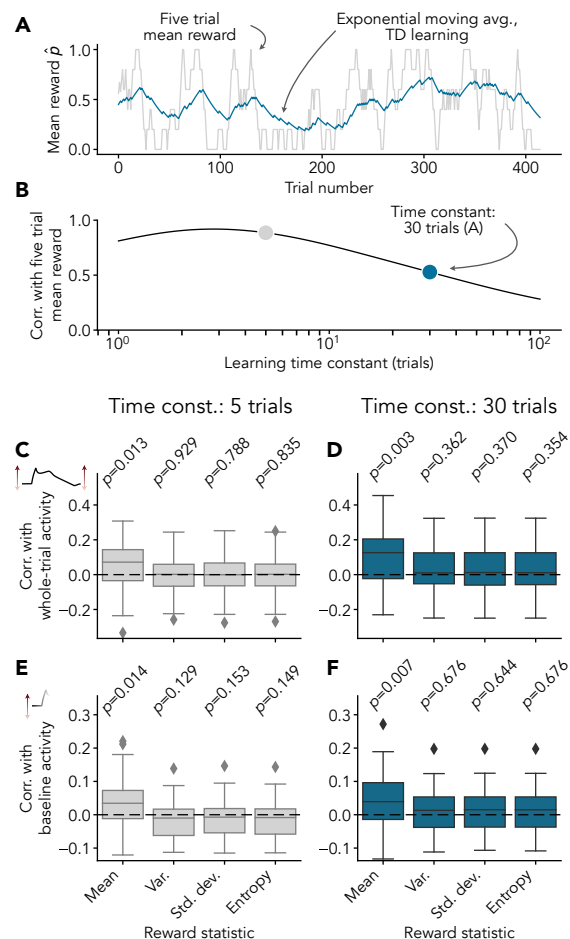 A
Five trial
mean reward
Exponential moving avg.,
TD learning
Mean reward p̂
1.0
0.5
0.0
0
100
200
300
400
Trial number
B
Time constant:
30 trials (A)
Corr. with five trial
mean reward
1.0
0.5
0.0
10⁰
10¹
10²
Learning time constant (trials)
Time const.: 5 trials
Time const.: 30 trials
C
p=0.013
p=0.929
p=0.788
p=0.835
Corr. with
whole-trial activity
0.4
0.2
0.0
−0.2
D
p=0.003
p=0.362
p=0.370
p=0.354
0.4
0.2
0.0
−0.2
E
p=0.014
p=0.129
p=0.153
p=0.149
Corr. with
baseline activity
0.3
0.2
0.1
0.0
−0.1
Mean
Var.
Std. dev.
Entropy
Reward statistic
F
p=0.007
p=0.676
p=0.644
p=0.676
0.3
0.2
0.1
0.0
−0.1
Mean
Var.
Std. dev.
Entropy
Reward statistic